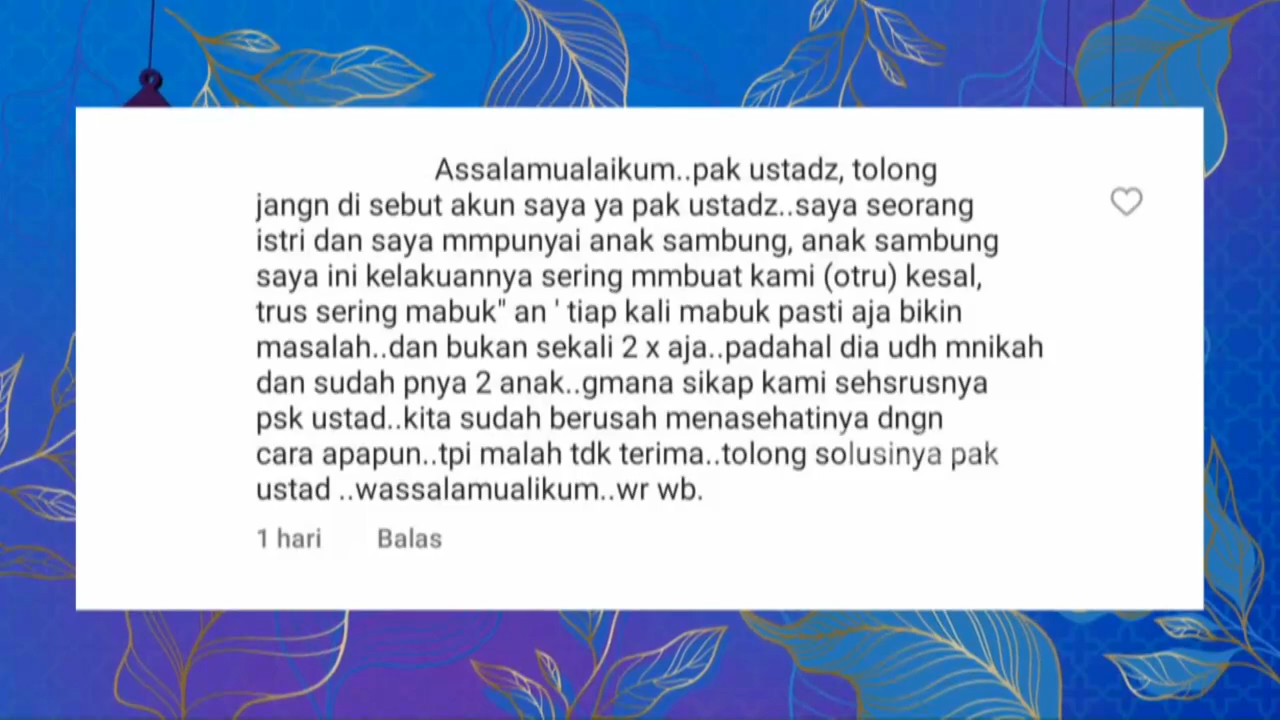 Assalamualaikum..pak ustadz, tolong
jangn di sebut akun saya ya pak ustadz..saya seorang
istri dan saya mmpunyai anak sambung, anak sambung
saya ini kelakuannya sering mmbuat kami (otru) kesal,
trus sering mabuk" an ' tiap kali mabuk pasti aja bikin
masalah..dan bukan sekali 2 x aja..padahal dia udh mnikah
dan sudah pnya 2 anak..gmana sikap kami sehsrusnya
psk ustad..kita sudah berusah menasehatinya dngn
cara apapun..tpi malah tdk terima..tolong solusinya pak
ustad ..wassalamualikum..wr wb.
1 hari Balas